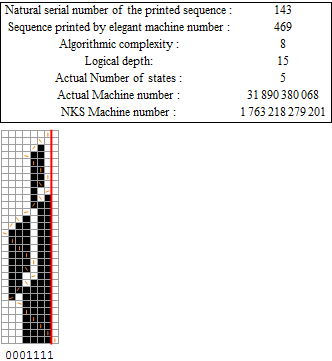 Natural serial number of the printed sequence : 143
Sequence printed by elegant machine number : 469
Algorithmic complexity : 8
Logical depth: 15
Actual Number of states : 5
Actual Machine number : 31 890 380 068
NKS Machine number : 1 763 218 279 201
0001111